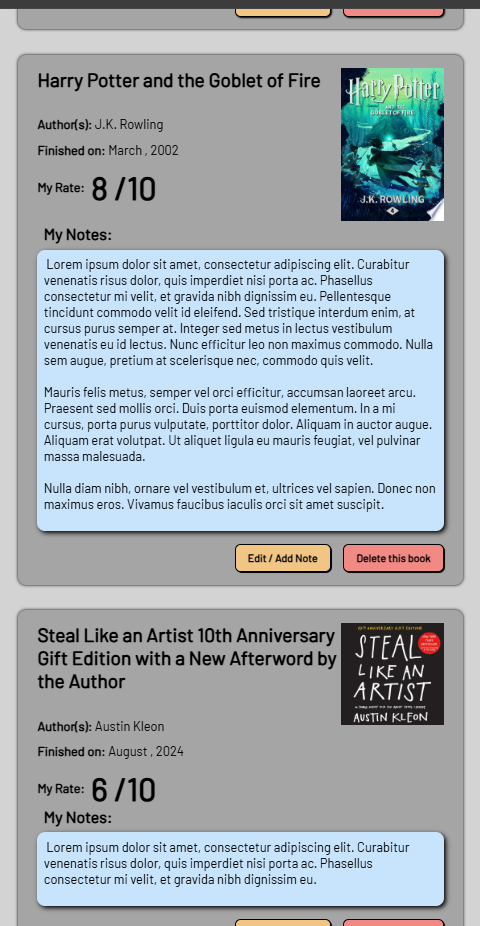 Harry Potter and the Goblet of Fire
Harry Potter
AND THE
GOBLET OF FIRE
J.K. ROWLING
4
Author(s): J.K. Rowling
Finished on: March , 2002
My Rate: 8 /10
My Notes:
Lorem ipsum dolor sit amet, consectetur adipiscing elit. Curabitur
venenatis risus dolor, quis imperdiet nisi porta ac. Phasellus
consectetur mi velit, et gravida nibh dignissim eu. Pellentesque
tincidunt commodo velit id eleifend. Sed tristique interdum enim, at
cursus purus semper at. Integer sed metus in lectus vestibulum
venenatis eu id lectus. Nunc efficitur leo non maximus commodo. Nulla
sem augue, pretium at scelerisque nec, commodo quis velit.
Mauris felis metus, semper vel orci efficitur, accumsan laoreet arcu.
Praesent sed mollis orci. Duis porta euismod elementum. In a mi
cursus, porta purus vulputate, porttitor dolor. Aliquam in auctor augue.
Aliquam erat volutpat. Ut aliquet ligula eu mauris feugiat, vel pulvinar
massa malesuada.
Nulla diam nibh, ornare vel vestibulum et, ultrices vel sapien. Donec non
maximus eros. Vivamus faucibus iaculis orci sit amet suscipit.
Edit / Add Note
Delete this book
Steal Like an Artist 10th Anniversary
Gift Edition with a New Afterword by
the Author
10TH ANNIVERSARY GIFT EDITION
STEAL
LIKE AN
ARTIST
AUSTIN KLEON
Author(s): Austin Kleon
Finished on: August , 2024
My Rate: 6 /10
My Notes:
Lorem ipsum dolor sit amet, consectetur adipiscing elit. Curabitur
venenatis risus dolor, quis imperdiet nisi porta ac. Phasellus
consectetur mi velit, et gravida nibh dignissim eu.